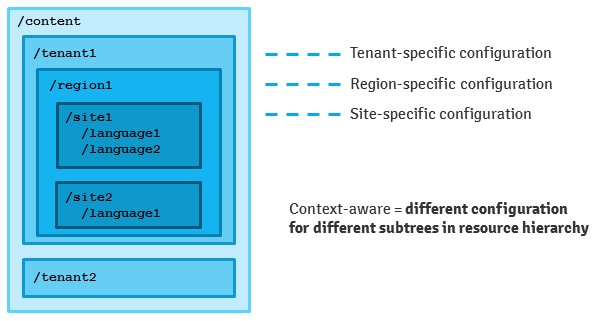 /content
/tenant1
Tenant-specific configuration
/region1
Region-specific configuration
/site1
Site-specific configuration
/language1
/language2
/site2
/language1
Context-aware = different configuration
for different subtrees in resource hierarchy
/tenant2